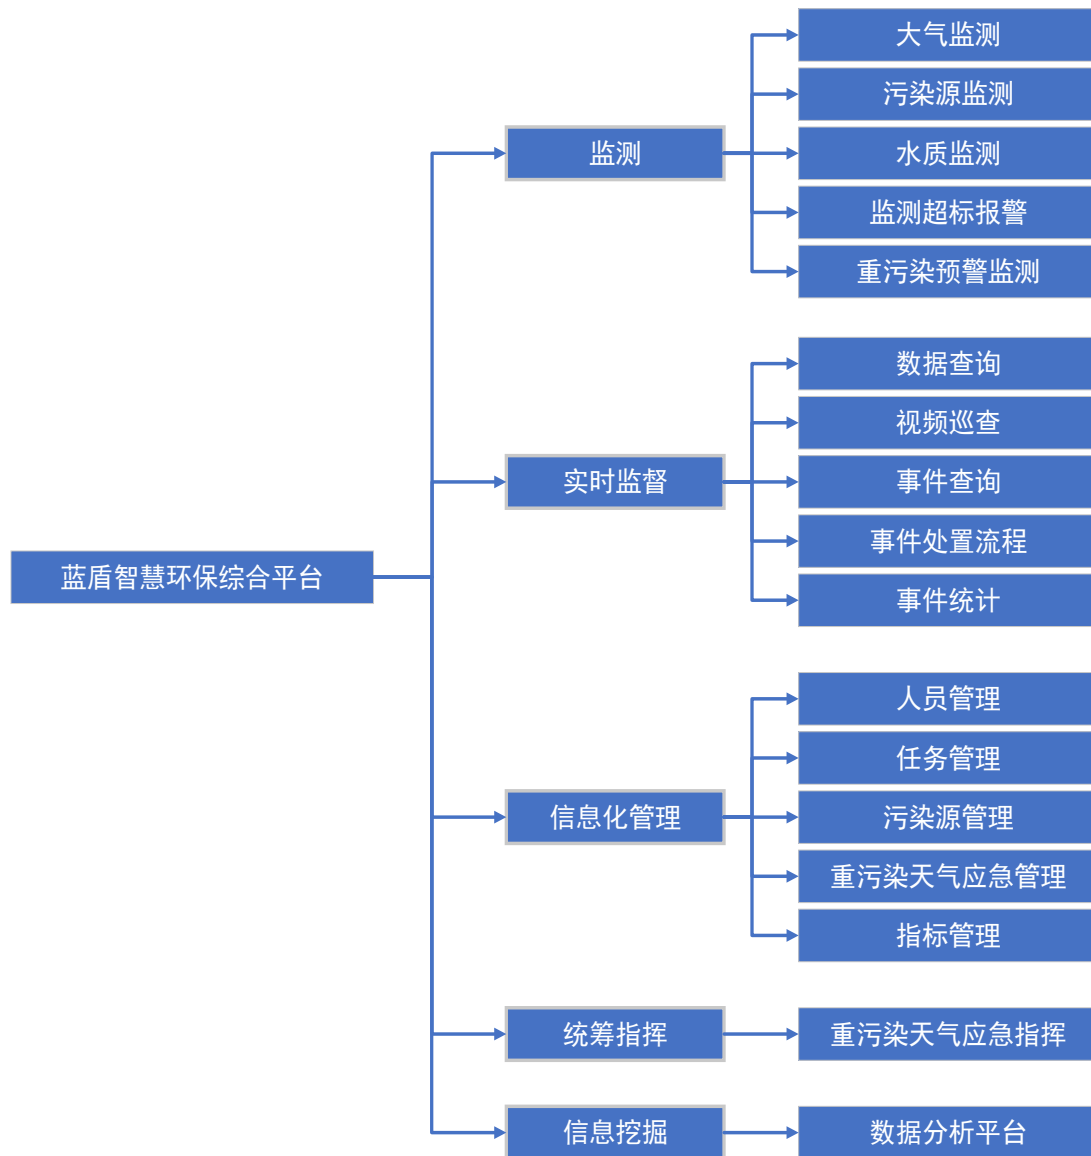 蓝盾智慧环保综合平台
监测
大气监测
污染源监测
水质监测
监测超标报警
重污染预警监测
实时监督
数据查询
视频巡查
事件查询
事件处置流程
事件统计
信息化管理
人员管理
任务管理
污染源管理
重污染天气应急管理
指标管理
统筹指挥
重污染天气应急指挥
信息挖掘
数据分析平台